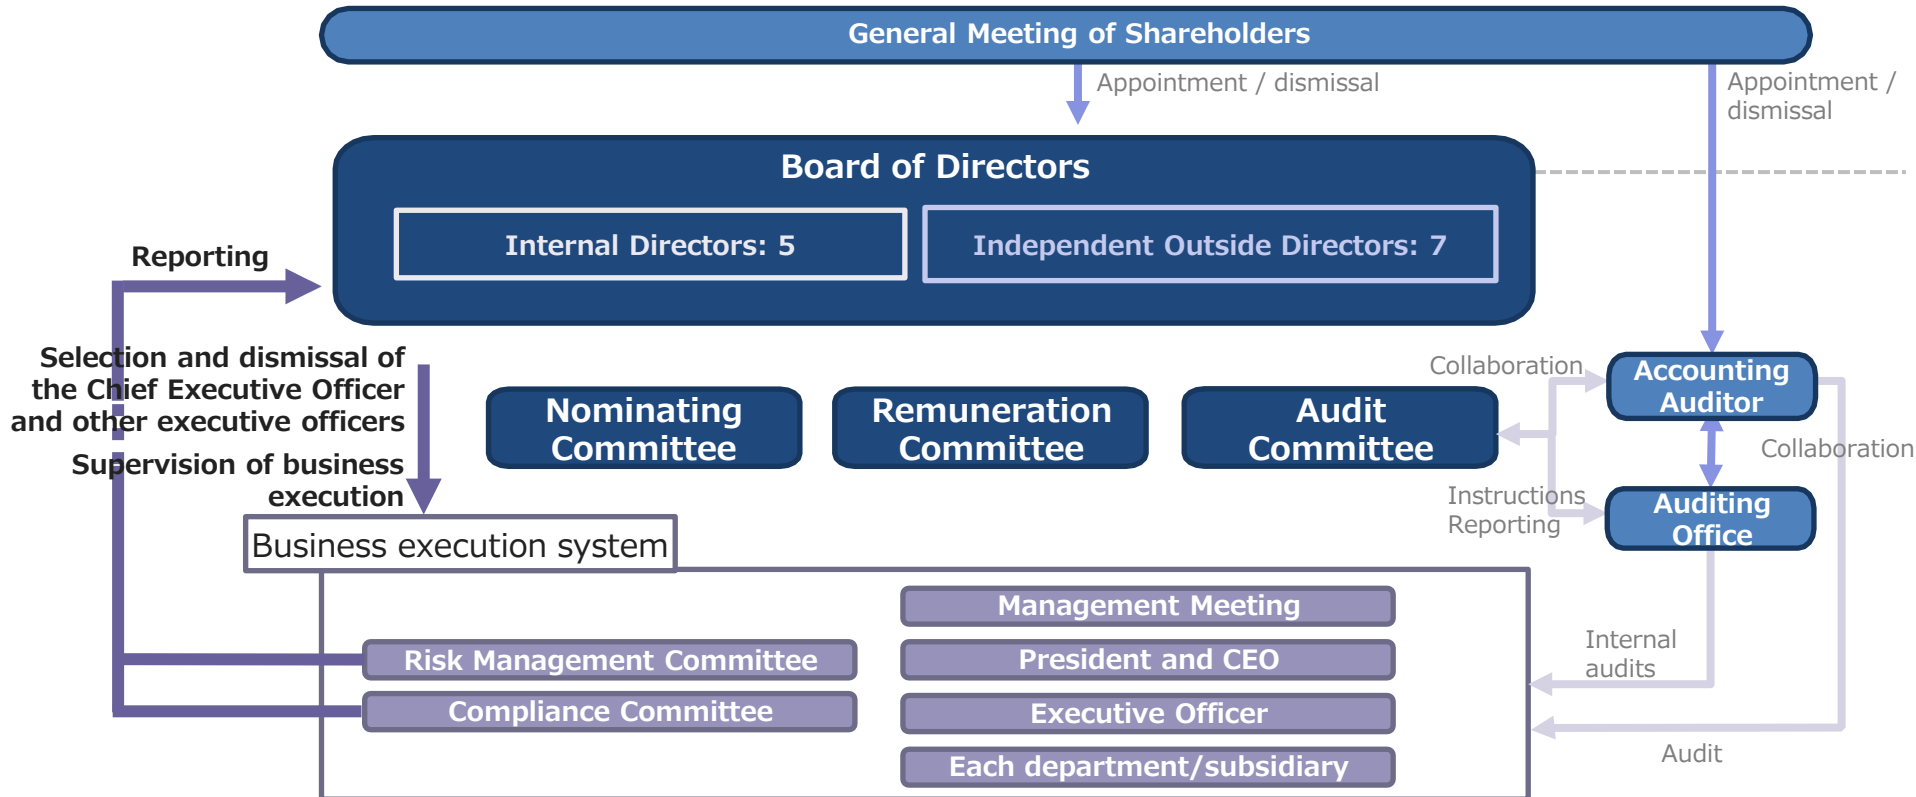 General Meeting of Shareholders
Appointment / dismissal
Appointment /
dismissal
Board of Directors
Internal Directors: 5
Independent Outside Directors: 7
Reporting
Selection and dismissal of
the Chief Executive Officer
and other executive officers
Supervision of business
execution
Nominating
Committee
Remuneration
Committee
Audit
Committee
Collaboration
Accounting
Auditor
Collaboration
Instructions
Reporting
Auditing
Office
Business execution system
Management Meeting
Risk Management Committee
President and CEO
Internal
audits
Compliance Committee
Executive Officer
Audit
Each department/subsidiary